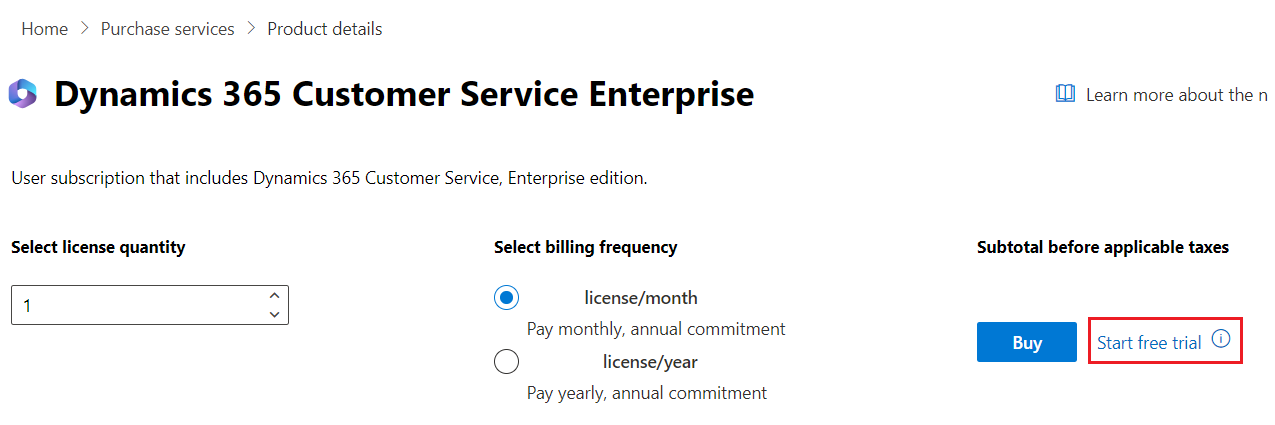 Home > Purchase services > Product details
Dynamics 365 Customer Service Enterprise
Learn more about the n
User subscription that includes Dynamics 365 Customer Service, Enterprise edition.
Select license quantity
Select billing frequency
Subtotal before applicable taxes
1
license/month
Pay monthly, annual commitment
Buy
Start free trial
license/year
Pay yearly, annual commitment